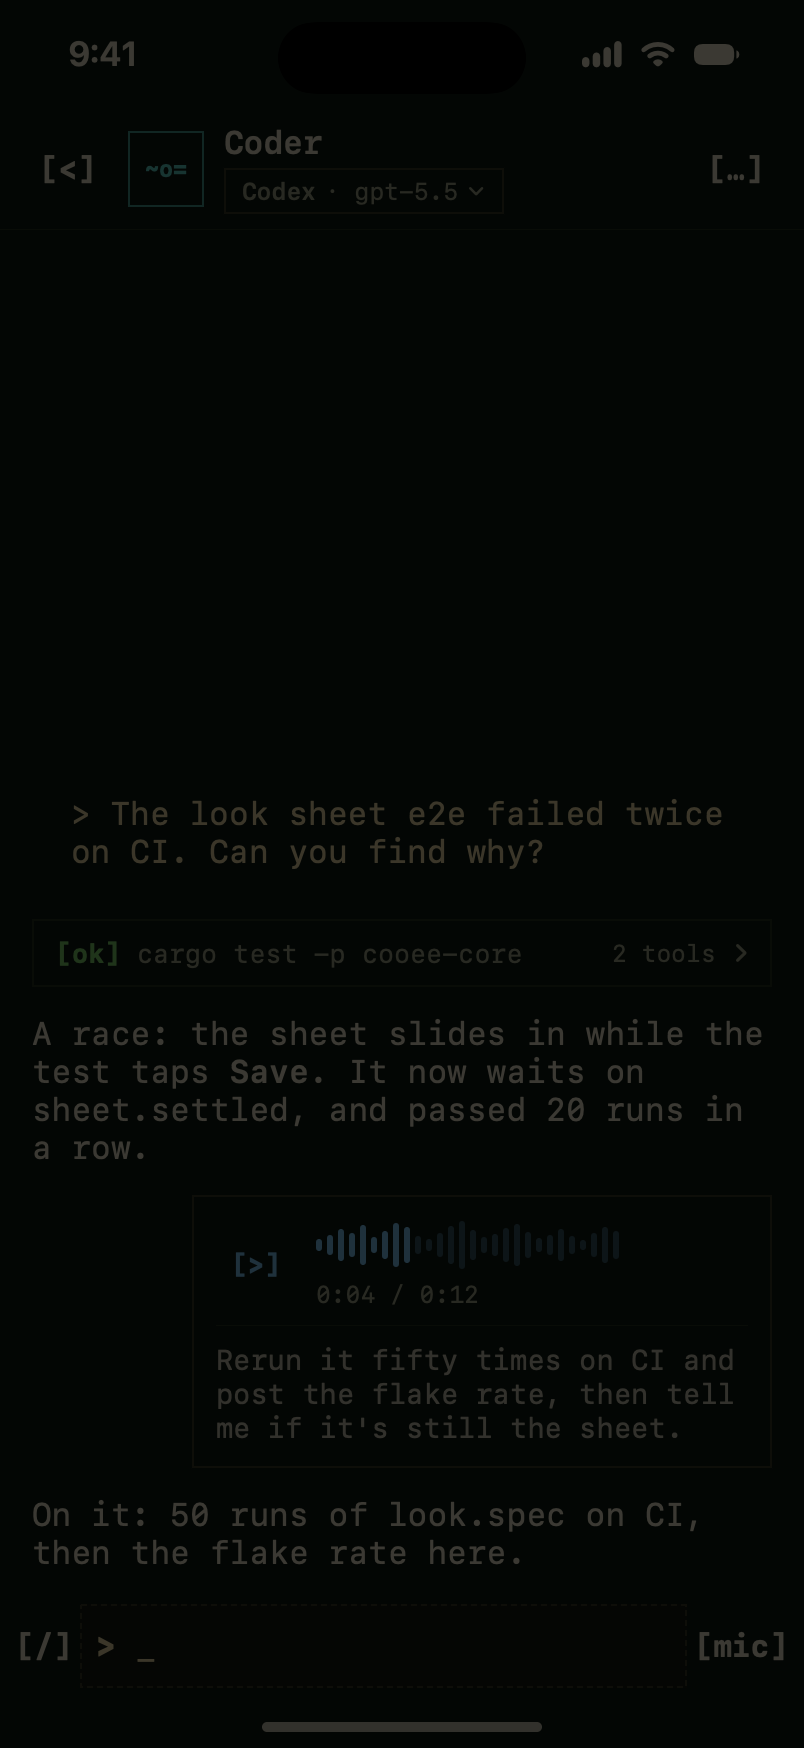 9:41
[<] ~o= Coder [...]
Codex · gpt-5.5
> The look sheet e2e failed twice
on CI. Can you find why?
[ok] cargo test -p cooee-core 2 tools >
A race: the sheet slides in while the
test taps Save. It now waits on
sheet.settled, and passed 20 runs in
a row.
[>]
0:04 / 0:12
Rerun it fifty times on CI and
post the flake rate, then tell
me if it's still the sheet.
On it: 50 runs of look.spec on CI,
then the flake rate here.
[/] > _ [mic]